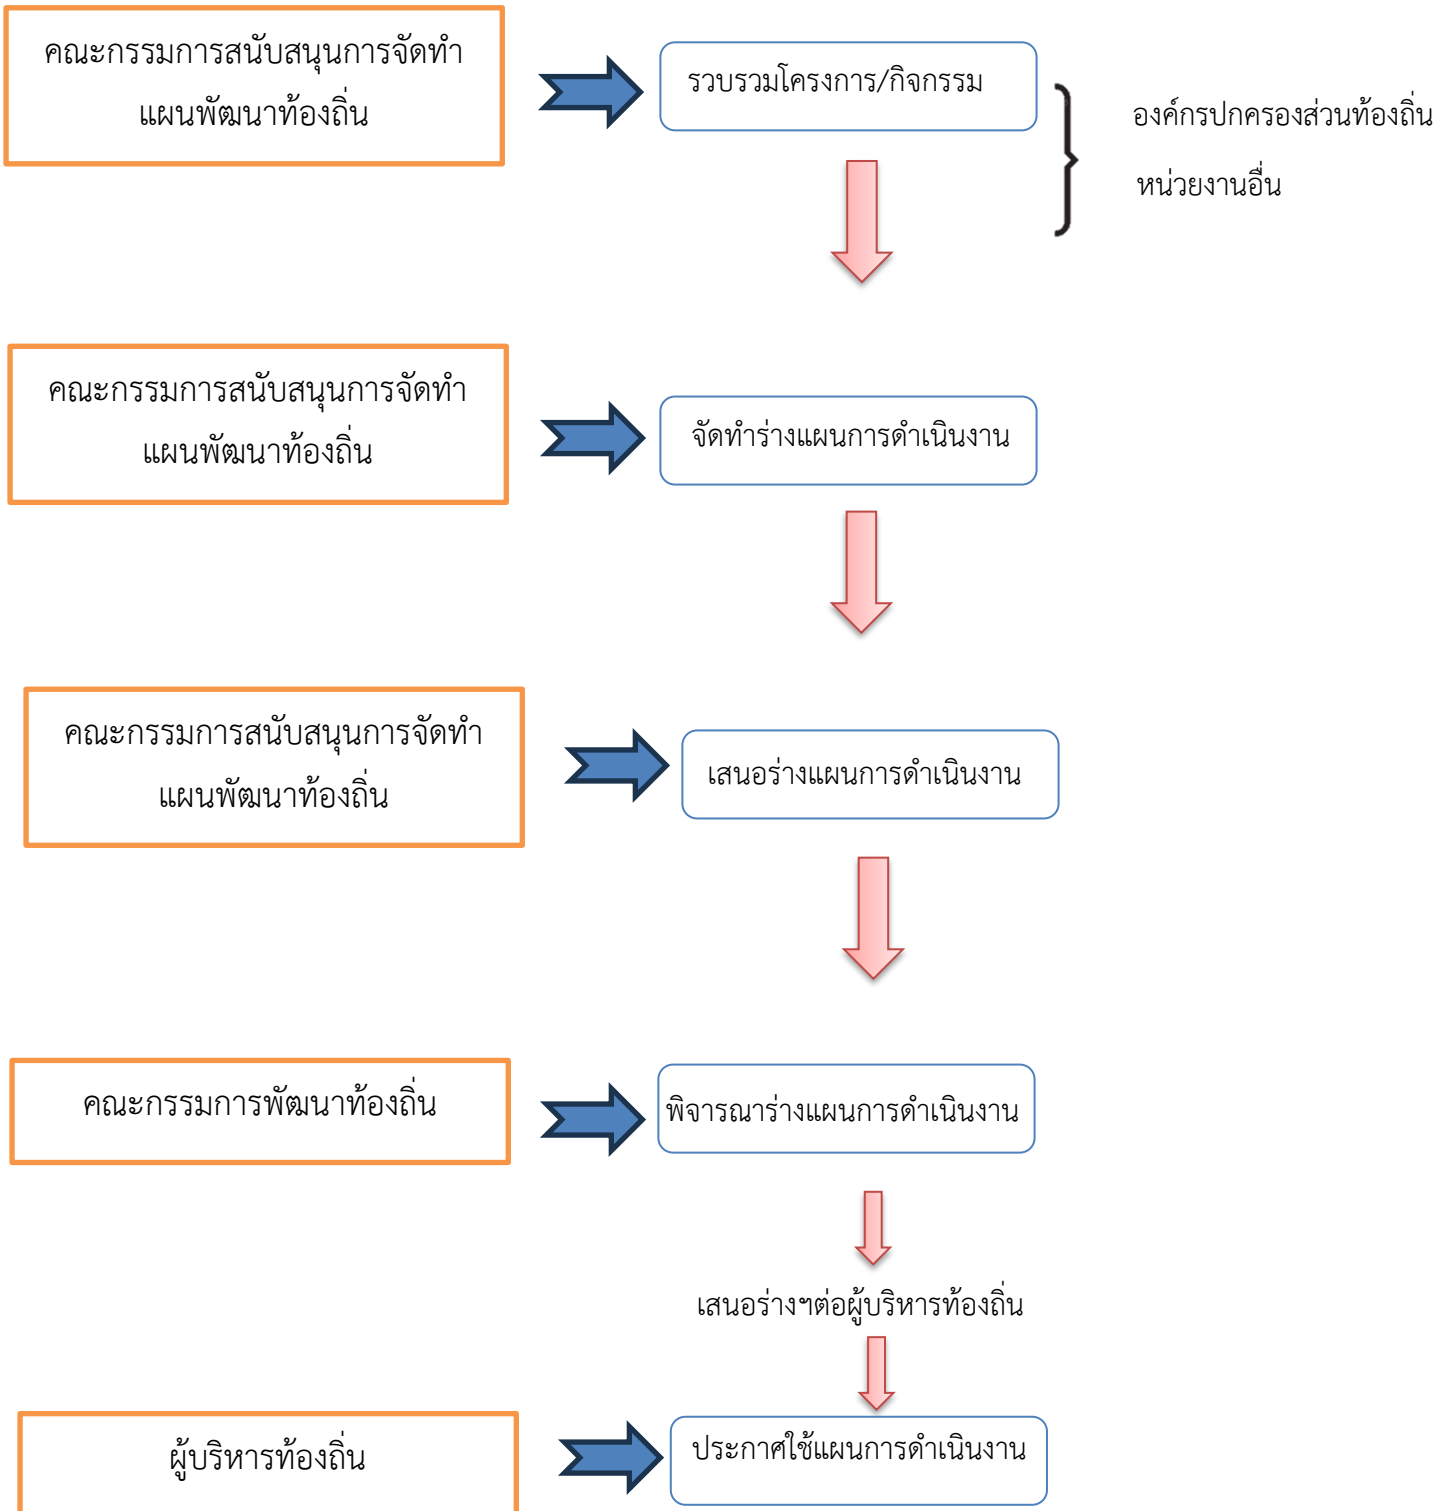 คณะกรรมการสนับสนุนการจัดทำ
แผนพัฒนาท้องถิ่น
รวบรวมโครงการ/กิจกรรม
องค์กรปกครองส่วนท้องถิ่น
หน่วยงานอื่น
คณะกรรมการสนับสนุนการจัดทำ
แผนพัฒนาท้องถิ่น
จัดทำร่างแผนการดำเนินงาน
คณะกรรมการสนับสนุนการจัดทำ
แผนพัฒนาท้องถิ่น
เสนอร่างแผนการดำเนินงาน
คณะกรรมการพัฒนาท้องถิ่น
พิจารณาร่างแผนการดำเนินงาน
เสนอร่างฯต่อผู้บริหารท้องถิ่น
ผู้บริหารท้องถิ่น
ประกาศใช้แผนการดำเนินงาน